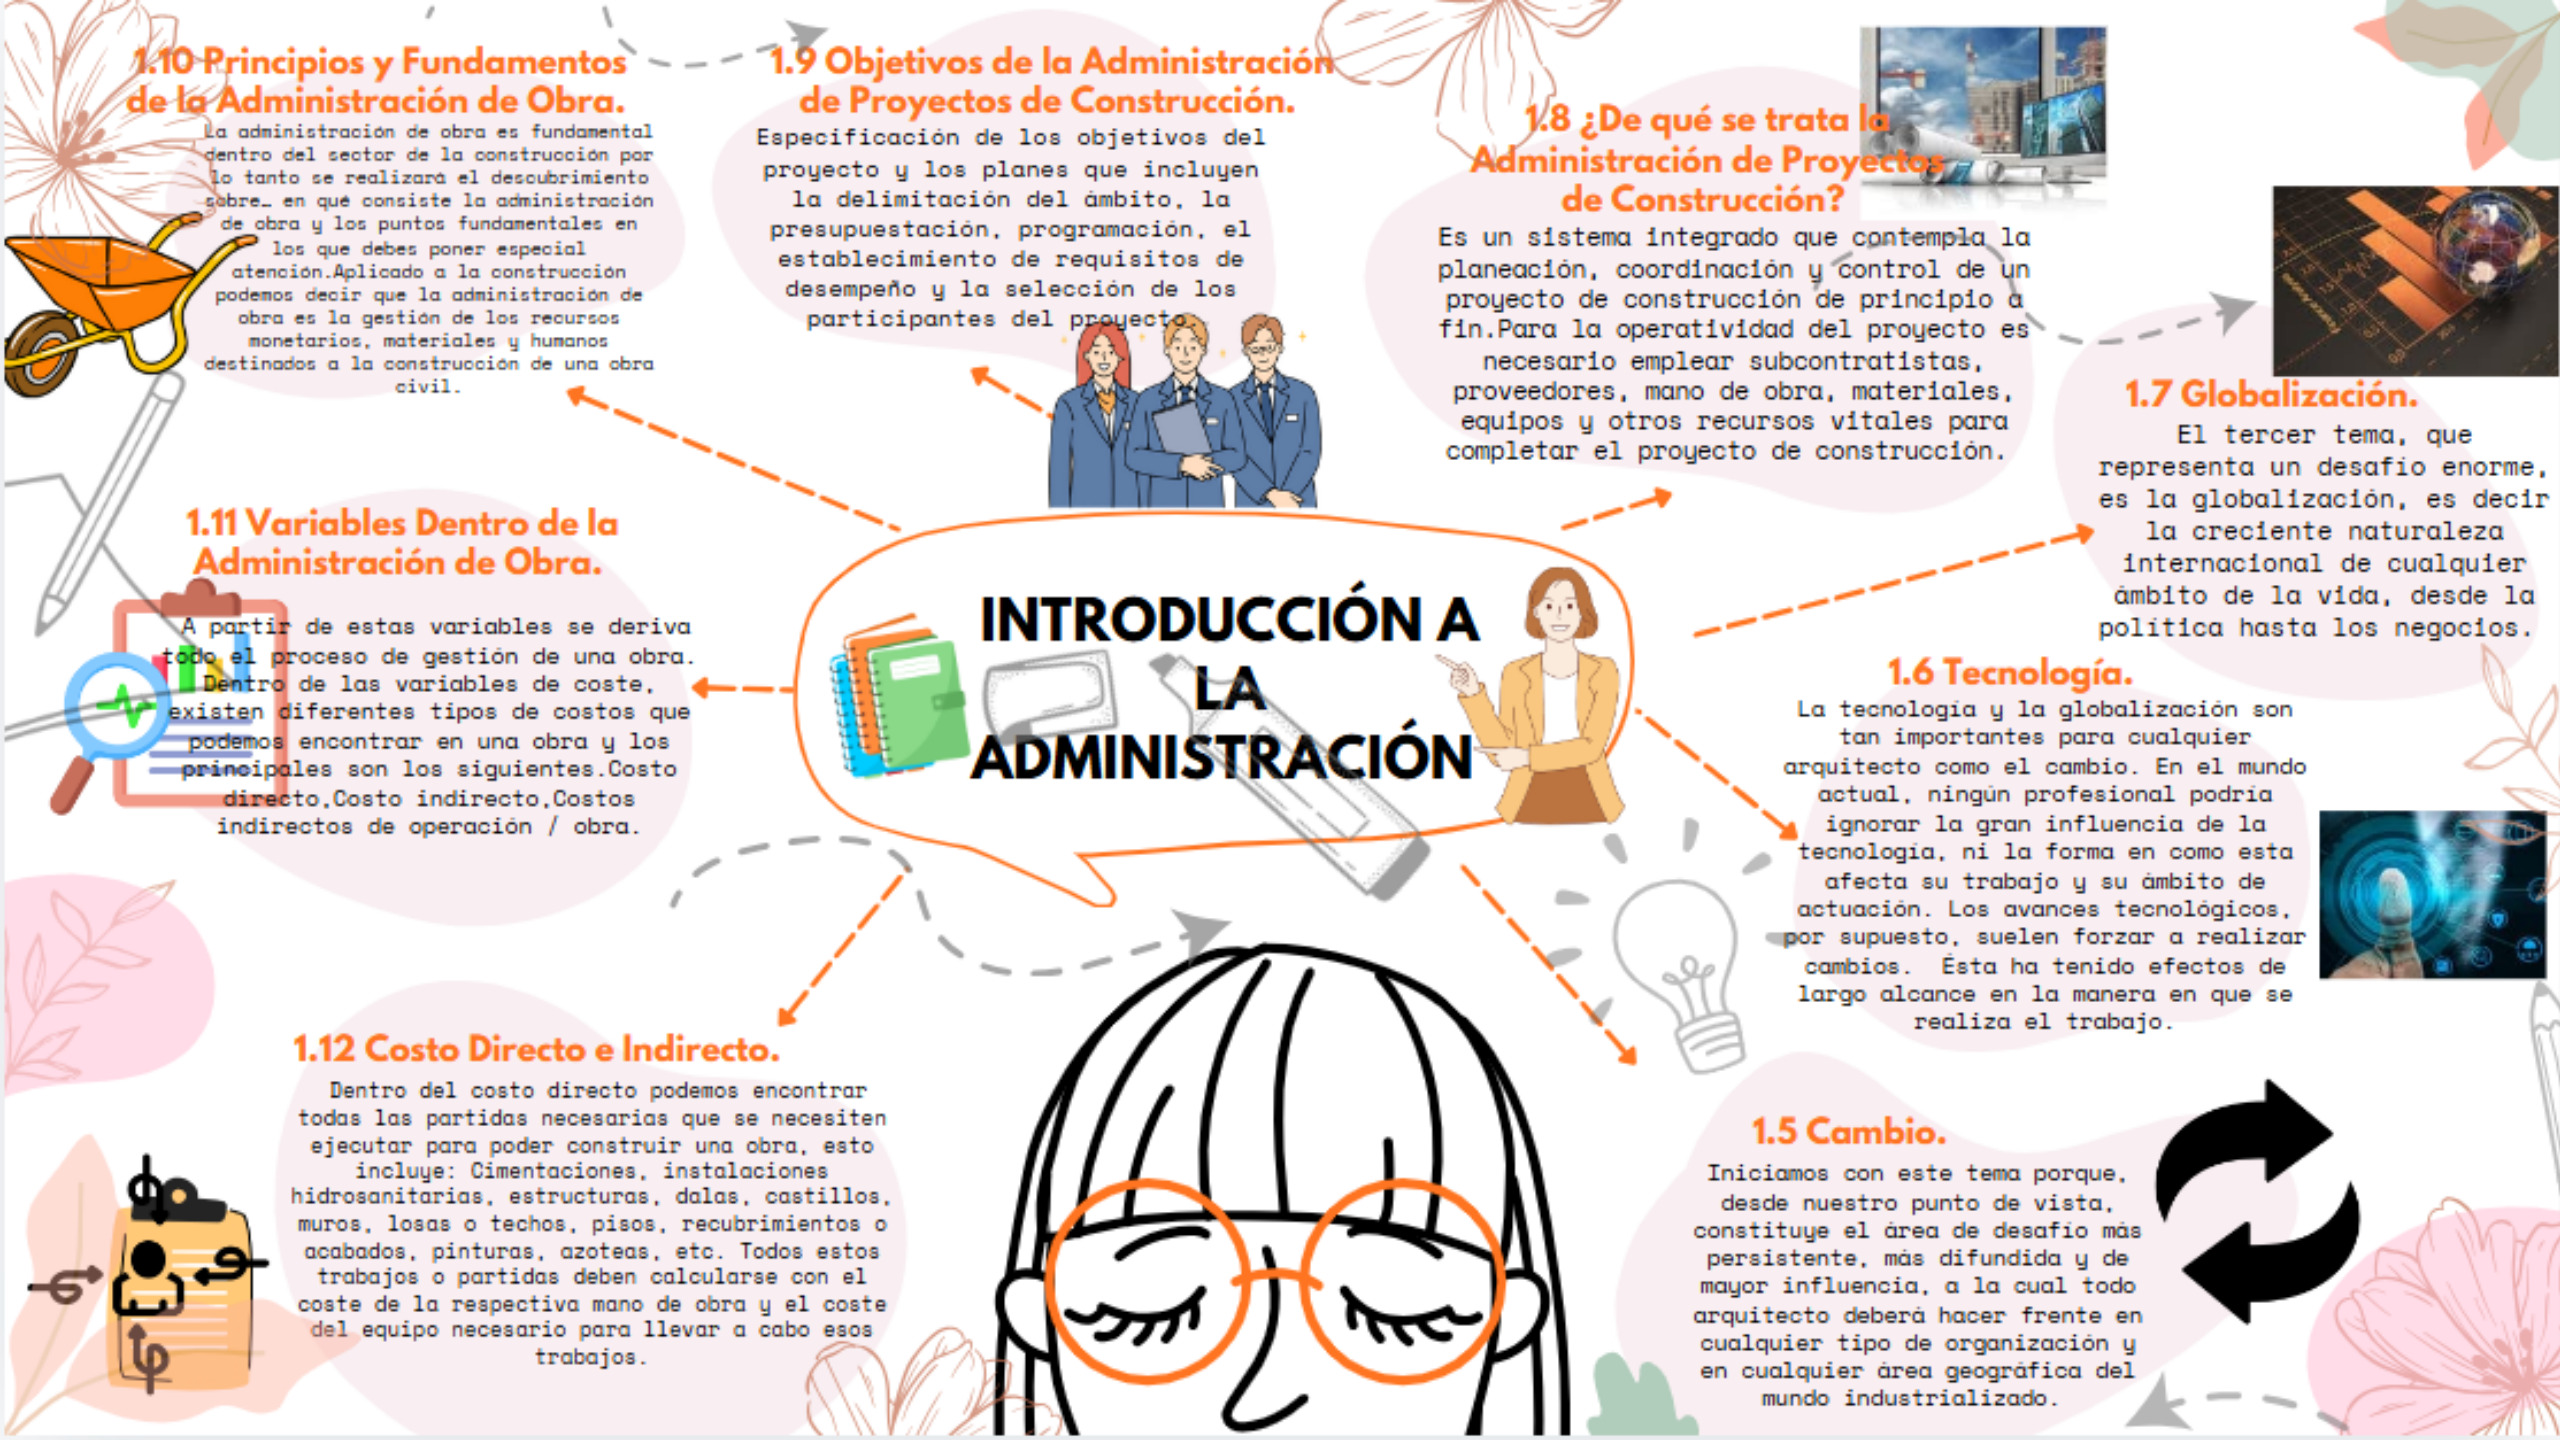 1.10 Principios y Fundamentos
de la Administración de Obra.
La administración de obra es fundamental
dentro del sector de la construcción por
lo tanto se realizará el descubrimiento
sobre… en qué consiste la administración
de obra y los puntos fundamentales en
los que debes poner especial
atención.Aplicado a la construcción
podemos decir que la administración de
obra es la gestión de los recursos
monetarios, materiales y humanos
destinados a la construcción de una obra
civil.
1.9 Objetivos de la Administración
de Proyectos de Construcción.
Especificación de los objetivos del
proyecto y los planes que incluyen
la delimitación del ámbito, la
presupuestación, programación, el
establecimiento de requisitos de
desempeño y la selección de los
participantes del proyecto.
1.8 ¿De qué se trata la
Administración de Proyectos
de Construcción?
Es un sistema integrado que contempla la
planeación, coordinación y control de un
proyecto de construcción de principio a
fin.Para la operatividad del proyecto es
necesario emplear subcontratistas,
proveedores, mano de obra, materiales,
equipos y otros recursos vitales para
completar el proyecto de construcción.
1.7 Globalización.
El tercer tema, que
representa un desafío enorme,
es la globalización, es decir
la creciente naturaleza
internacional de cualquier
ámbito de la vida, desde la
política hasta los negocios.
1.11 Variables Dentro de la
Administración de Obra.
A partir de estas variables se deriva
todo el proceso de gestión de una obra.
Dentro de las variables de coste,
existen diferentes tipos de costos que
podemos encontrar en una obra y los
principales son los siguientes.Costo
directo,Costo indirecto,Costos
indirectos de operación / obra.
INTRODUCCIÓN A
LA
ADMINISTRACIÓN
1.6 Tecnología.
La tecnología y la globalización son
tan importantes para cualquier
arquitecto como el cambio. En el mundo
actual, ningún profesional podría
ignorar la gran influencia de la
tecnología, ni la forma en como esta
afecta su trabajo y su ámbito de
actuación. Los avances tecnológicos,
por supuesto, suelen forzar a realizar
cambios. Ésta ha tenido efectos de
largo alcance en la manera en que se
realiza el trabajo.
1.12 Costo Directo e Indirecto.
Dentro del costo directo podemos encontrar
todas las partidas necesarias que se necesiten
ejecutar para poder construir una obra, esto
incluye: Cimentaciones, instalaciones
hidrosanitarias, estructuras, dalas, castillos,
muros, losas o techos, pisos, recubrimientos o
acabados, pinturas, azoteas, etc. Todos estos
trabajos o partidas deben calcularse con el
coste de la respectiva mano de obra y el coste
del equipo necesario para llevar a cabo esos
trabajos.
1.5 Cambio.
Iniciamos con este tema porque,
desde nuestro punto de vista,
constituye el área de desafío más
persistente, más difundida y de
mayor influencia, a la cual todo
arquitecto deberá hacer frente en
cualquier tipo de organización y
en cualquier área geográfica del
mundo industrializado.